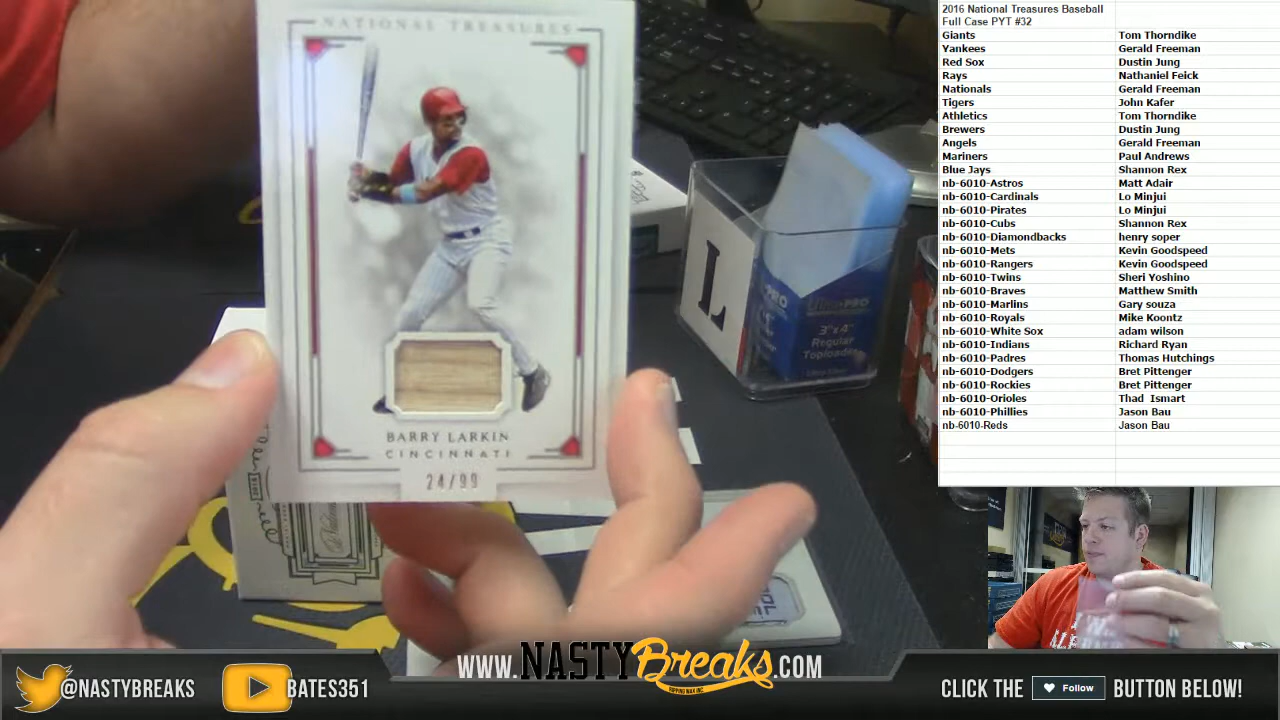 NATIONAL TREASURES
BARRY LARKIN
CINCINNATI
24/99
L
3"x 4"
Regular
Toploader
2016 National Treasures Baseball
Full Case PYT #32
Giants Tom Thorndike
Yankees Gerald Freeman
Red Sox Dustin Jung
Rays Nathaniel Feick
Nationals Gerald Freeman
Tigers John Kafer
Athletics Tom Thorndike
Brewers Dustin Jung
Angels Gerald Freeman
Mariners Paul Andrews
Blue Jays Shannon Rex
nb-6010-Astros Matt Adair
nb-6010-Cardinals Lo Minjui
nb-6010-Pirates Lo Minjui
nb-6010-Cubs Shannon Rex
nb-6010-Diamondbacks henry soper
nb-6010-Mets Kevin Goodspeed
nb-6010-Rangers Kevin Goodspeed
nb-6010-Twins Sheri Yoshino
nb-6010-Braves Matthew Smith
nb-6010-Marlins Gary souza
nb-6010-Royals Mike Koontz
nb-6010-White Sox adam wilson
nb-6010-Indians Richard Ryan
nb-6010-Padres Thomas Hutchings
nb-6010-Dodgers Bret Pittenger
nb-6010-Rockies Bret Pittenger
nb-6010-Orioles Thad Ismart
nb-6010-Phillies Jason Bau
nb-6010-Reds Jason Bau
@NASTYBREAKS
BATES351
WWW.NASTYBreaks.COM
RIPPING WAX INC.
CLICK THE Follow BUTTON BELOW!